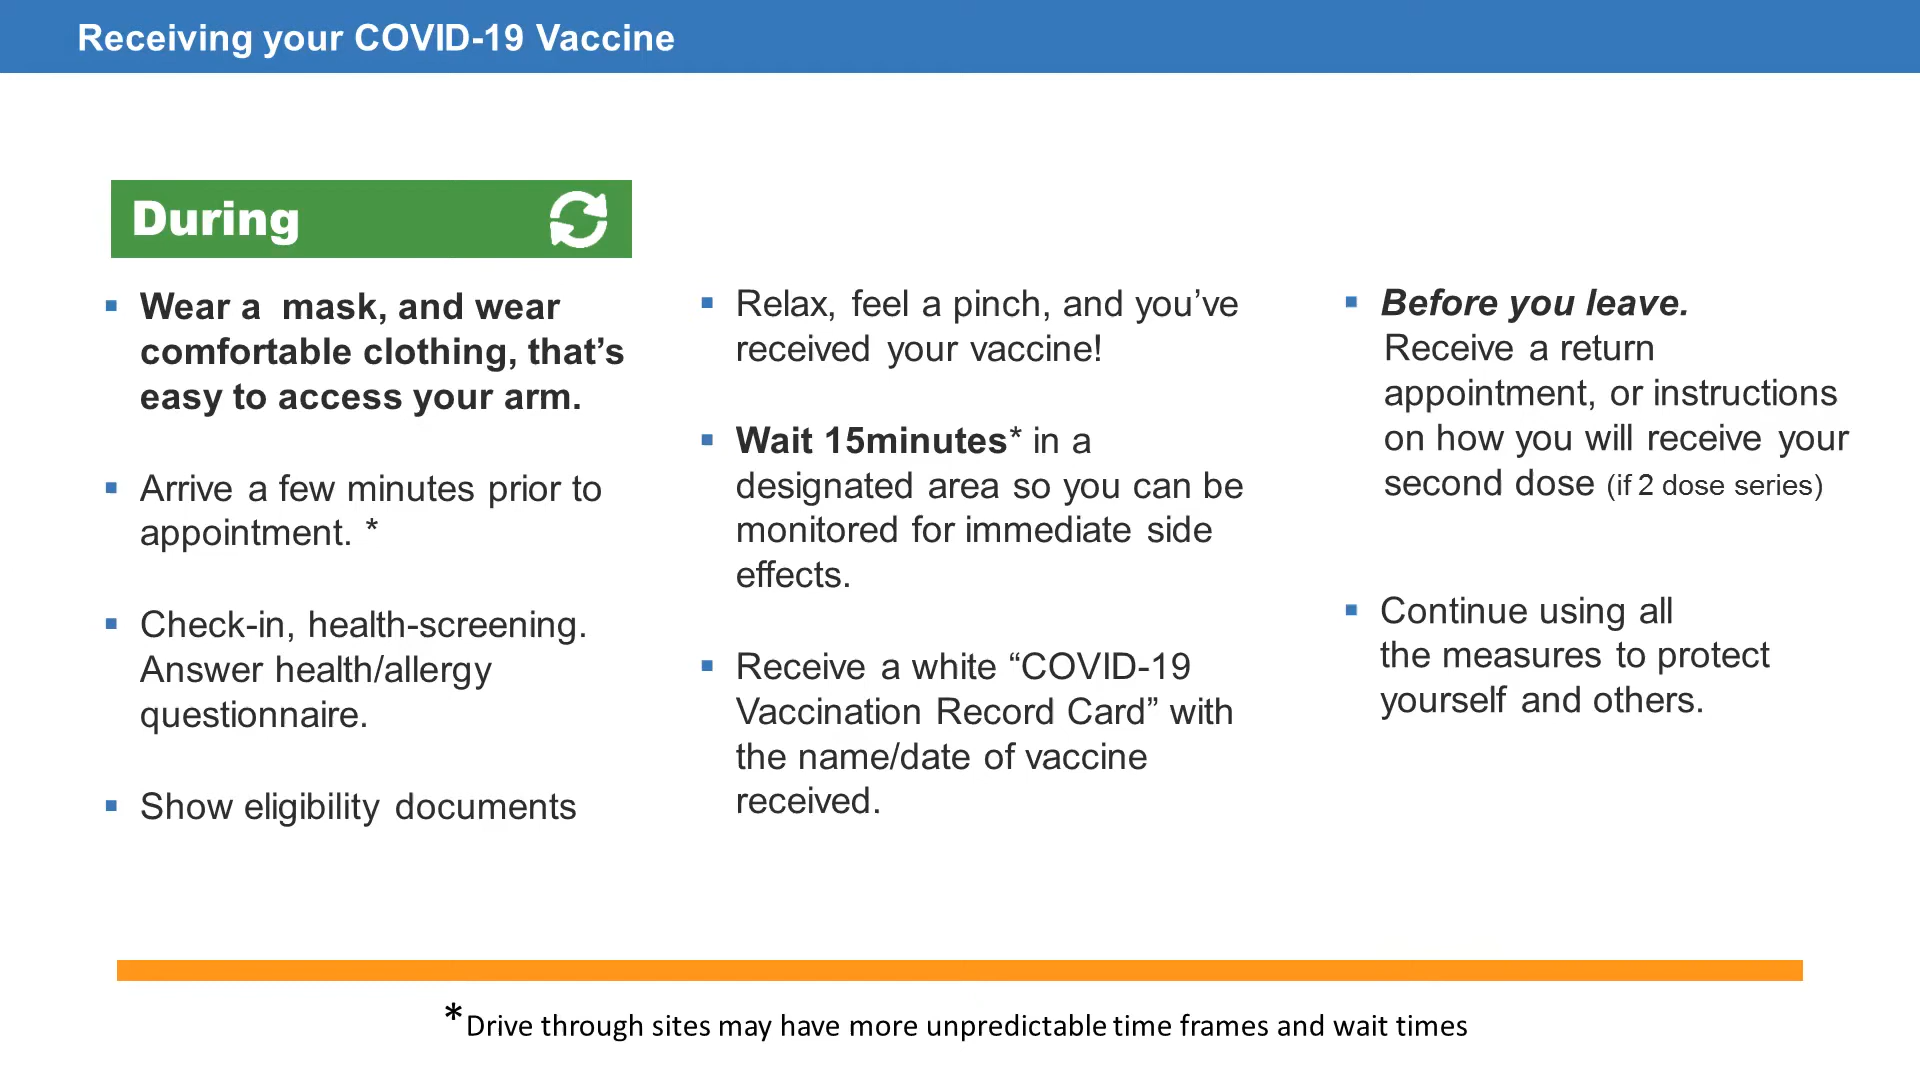 Receiving your COVID-19 Vaccine
During
▪ Wear a  mask, and wear
comfortable clothing, that’s
easy to access your arm.
▪ Arrive a few minutes prior to
appointment. *
▪ Check-in, health-screening.
Answer health/allergy
questionnaire.
▪ Show eligibility documents
▪ Relax, feel a pinch, and you’ve
received your vaccine!
▪ Wait 15minutes* in a
designated area so you can be
monitored for immediate side
effects.
▪ Receive a white “COVID-19
Vaccination Record Card” with
the name/date of vaccine
received.
▪ Before you leave.
Receive a return
appointment, or instructions
on how you will receive your
second dose (if 2 dose series)
▪ Continue using all
the measures to protect
yourself and others.
*Drive through sites may have more unpredictable time frames and wait times